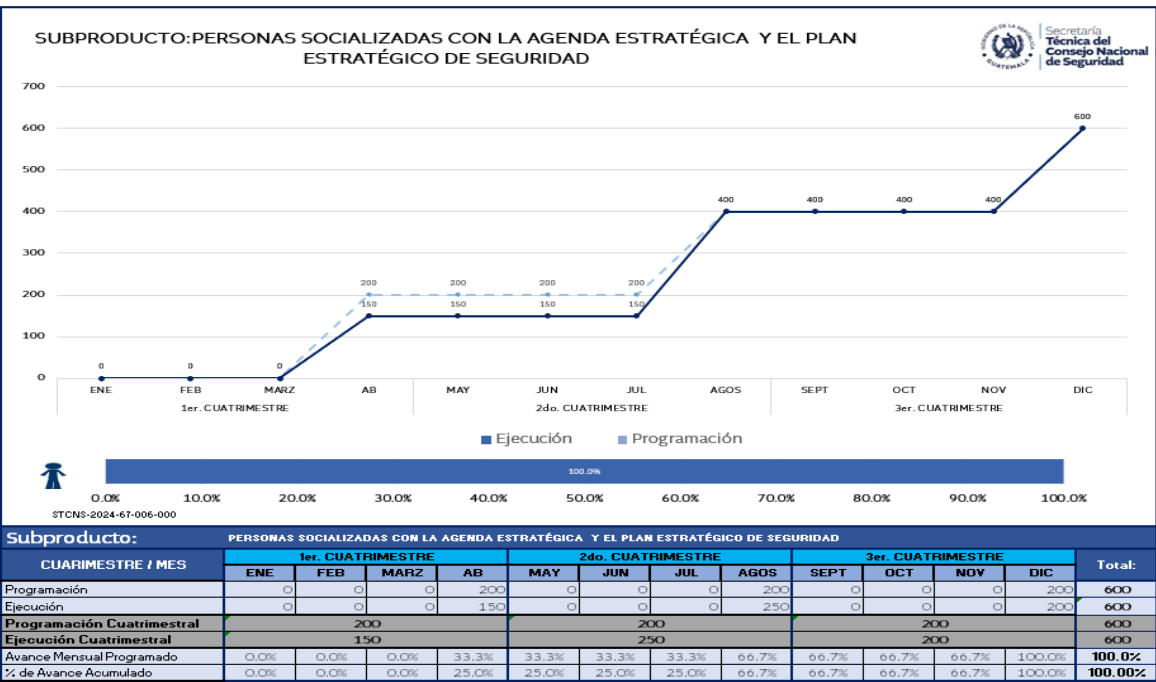 SUBPRODUCTO:PERSONAS SOCIALIZADAS CON LA AGENDA ESTRATÉGICA Y EL PLAN
ESTRATÉGICO DE SEGURIDAD
GOBIERNO DE LA REPÚBLICA
GUATEMALA
Secretaría
Técnica del
Consejo Nacional
de Seguridad
700
600
500
400
300
200
100
0
0 0 0 200 200 200 200 400 400 400 400 600
150 150 150 150
ENE FEB MARZ AB MAY JUN JUL AGOS SEPT OCT NOV DIC
1er. CUATRIMESTRE 2do. CUATRIMESTRE 3er. CUATRIMESTRE
Ejecución Programación
100.0%
0.0% 10.0% 20.0% 30.0% 40.0% 50.0% 60.0% 70.0% 80.0% 90.0% 100.0%
STCNS-2024-67-006-000
Subproducto: PERSONAS SOCIALIZADAS CON LA AGENDA ESTRATÉGICA Y EL PLAN ESTRATÉGICO DE SEGURIDAD
CUARIMESTRE / MES 1er. CUATRIMESTRE 2do. CUATRIMESTRE 3er. CUATRIMESTRE Total:
ENE FEB MARZ AB MAY JUN JUL AGOS SEPT OCT NOV DIC
Programación 0 0 0 200 0 0 0 200 0 0 0 200 600
Ejecución 0 0 0 150 0 0 0 250 0 0 0 200 600
Programación Cuatrimestral 200 200 200 600
Ejecución Cuatrimestral 150 250 200 600
Avance Mensual Programado 0.0% 0.0% 0.0% 33.3% 33.3% 33.3% 33.3% 66.7% 66.7% 66.7% 66.7% 100.0% 100.0%
% de Avance Acumulado 0.0% 0.0% 0.0% 25.0% 25.0% 25.0% 25.0% 66.7% 66.7% 66.7% 66.7% 100.0% 100.00%